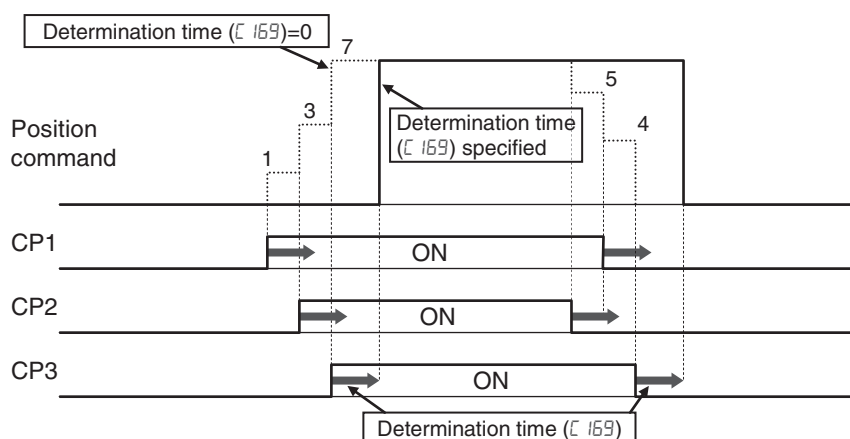 Determination time (C169)=0
7
5
3
4
Position
command
Determination time
(C169) specified
1
CP1
ON
CP2
ON
CP3
ON
Determination time (C169)